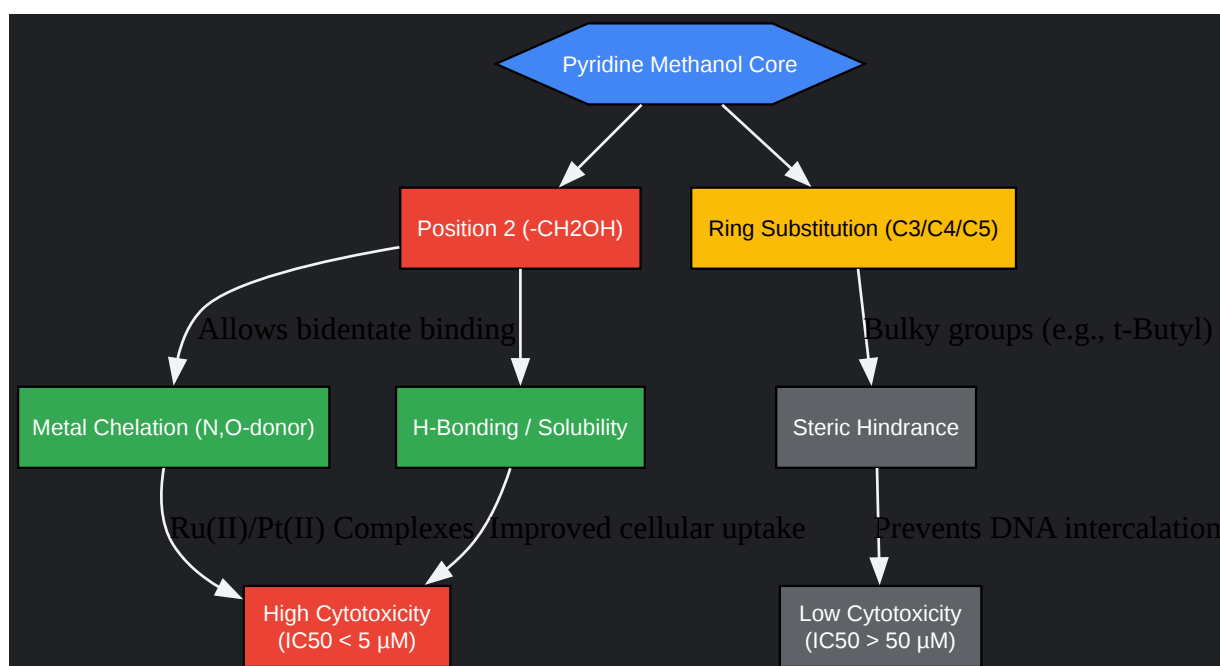 Pyridine Methanol Core
Position 2 (-CH2OH)
Ring Substitution (C3/C4/C5)
Allows bidentate binding
Bulky groups (e.g., t-Butyl)
Metal Chelation (N,O-donor)
H-Bonding / Solubility
Steric Hindrance
Ru(II)/Pt(II) Complexes
Improved cellular uptake
Prevents DNA intercalation
High Cytotoxicity
(IC50 < 5 µM)
Low Cytotoxicity
(IC50 > 50 µM)